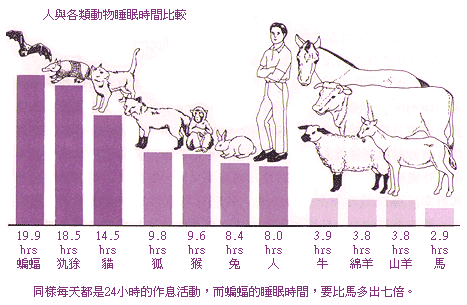 人與各類動物睡眠時間比較
19.9 18.5 14.5 9.8 9.6 8.4 8.0 3.9 3.8 3.8 2.9
hrs hrs hrs hrs hrs hrs hrs hrs hrs hrs hrs
蝙蝠 犰狳 貓 狐 猴 兔 人 牛 綿羊 山羊 馬
同樣每天都是24小時的作息活動，而蝙蝠的睡眠時間，要比馬多出七倍。